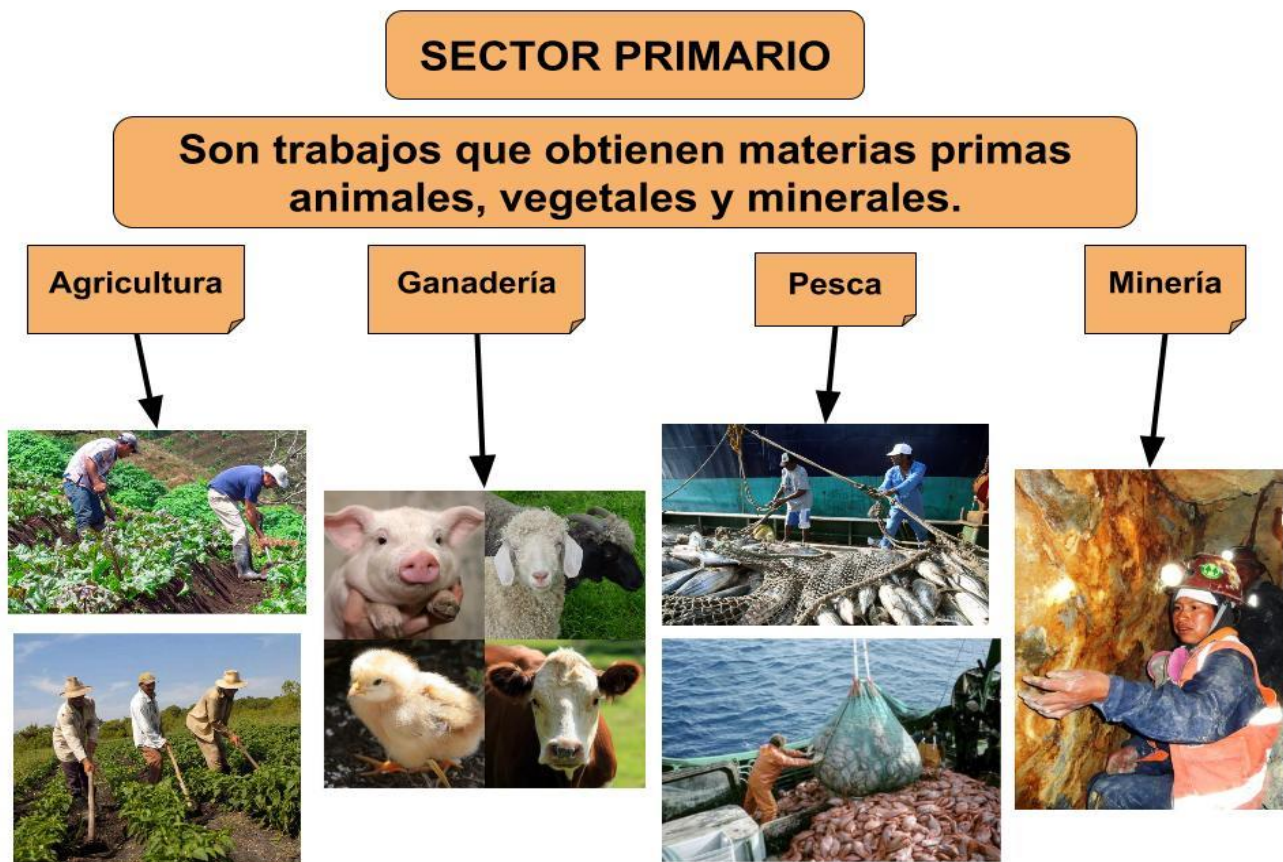 SECTOR PRIMARIO
Son trabajos que obtienen materias primas
animales, vegetales y minerales.
Agricultura
Ganadería
Pesca
Minería